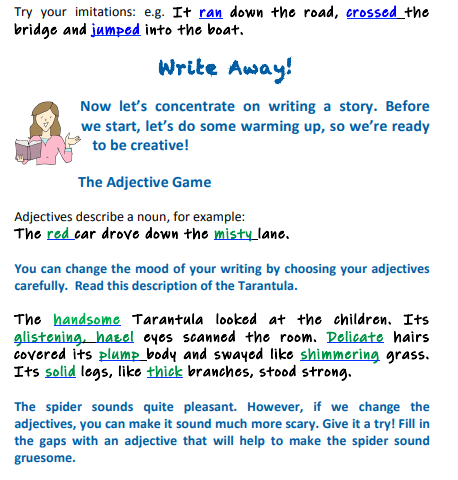 Try your imitations: e.g. It ran down the road, crossed the
bridge and jumped into the boat.
Write Away!
Now let's concentrate on writing a story. Before
we start, let's do some warming up, so we're ready
to be creative!
The Adjective Game
Adjectives describe a noun, for example:
The red car drove down the misty lane.
You can change the mood of your writing by choosing your adjectives
carefully. Read this description of the Tarantula.
The handsome Tarantula looked at the children. Its
glistening, hazel eyes scanned the room. Delicate hairs
covered its plump body and swayed like shimmering grass.
Its solid legs, like thick branches, stood strong.
The spider sounds quite pleasant. However, if we change the
adjectives, you can make it sound much more scary. Give it a try! Fill in
the gaps with an adjective that will help to make the spider sound
gruesome.